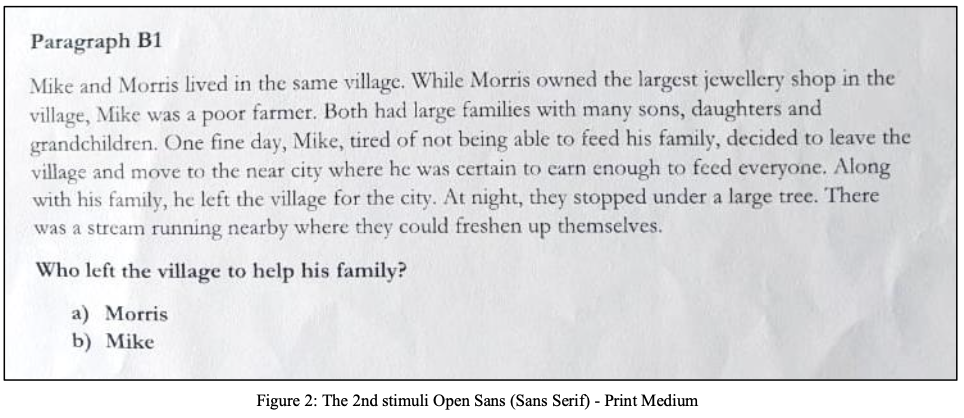 Paragraph B1
Mike and Morris lived in the same village. While Morris owned the largest jewellery shop in the
village, Mike was a poor farmer. Both had large families with many sons, daughters and
grandchildren. One fine day, Mike, tired of not being able to feed his family, decided to leave the
village and move to the near city where he was certain to earn enough to feed everyone. Along
with his family, he left the village for the city. At night, they stopped under a large tree. There
was a stream running nearby where they could freshen up themselves.
Who left the village to help his family?
a) Morris
b) Mike
Figure 2: The 2nd stimuli Open Sans (Sans Serif) - Print Medium